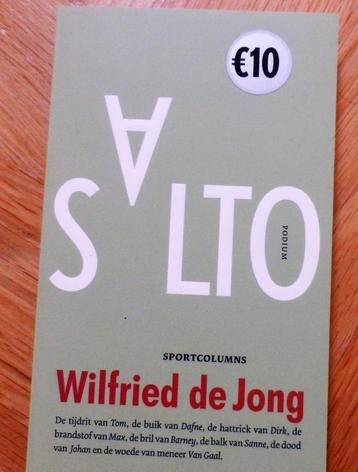 €10
SALTO
PODIUM
SPORTCOLUMNS
Wilfried de Jong
De tijdrit van Tom, de buik van Dafne, de hattrick van Dirk, de
brandstof van Max, de bril van Barney, de balk van Sanne, de dood
van Johan en de woede van meneer Van Gaal.